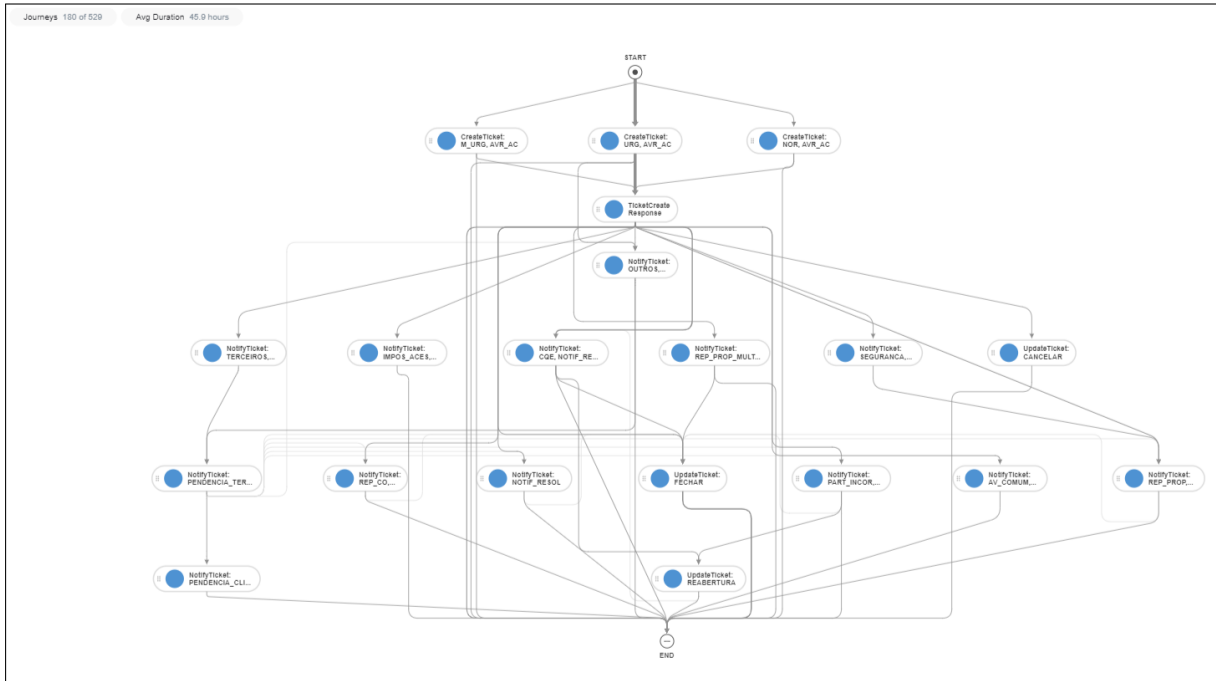 Journeys 180 of 529 Avg Duration 45.9 hours
START
CreateTicket:
M_URG, AVR_AC
CreateTicket:
URG, AVR_AC
CreateTicket:
NOR, AVR_AC
TicketCreate
Response
NotifyTicket:
OUTROS,...
NotifyTicket:
TERCEIROS,...
NotifyTicket:
IMPOS_ACES,...
NotifyTicket:
CQE, NOTIF_RE...
NotifyTicket:
REP_PROP_MULT...
NotifyTicket:
SEGURANCA,...
UpdateTicket:
CANCELAR
NotifyTicket:
PENDENCIA_TER...
NotifyTicket:
REP_CO,...
NotifyTicket:
NOTIF_RESOL
UpdateTicket:
FECHAR
NotifyTicket:
PART_INCOR,...
NotifyTicket:
AV_COMUM,...
NotifyTicket:
REP_PROP,...
NotifyTicket:
PENDENCIA_CLI...
UpdateTicket:
REABERTURA
END